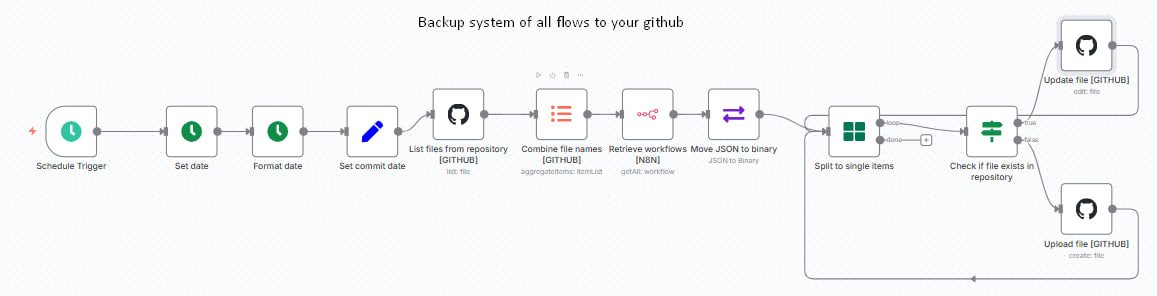 Backup system of all flows to your github
Schedule Trigger
Set date
Format date
Set commit date
List files from repository
[GITHUB]
list: file
Combine file names
[GITHUB]
aggregateItems: itemList
Retrieve workflows
[N8N]
getAll: workflow
Move JSON to binary
JSON to Binary
Split to single items
loop
done
Check if file exists in
repository
true
false
Update file [GITHUB]
edit: file
Upload file [GITHUB]
create: file